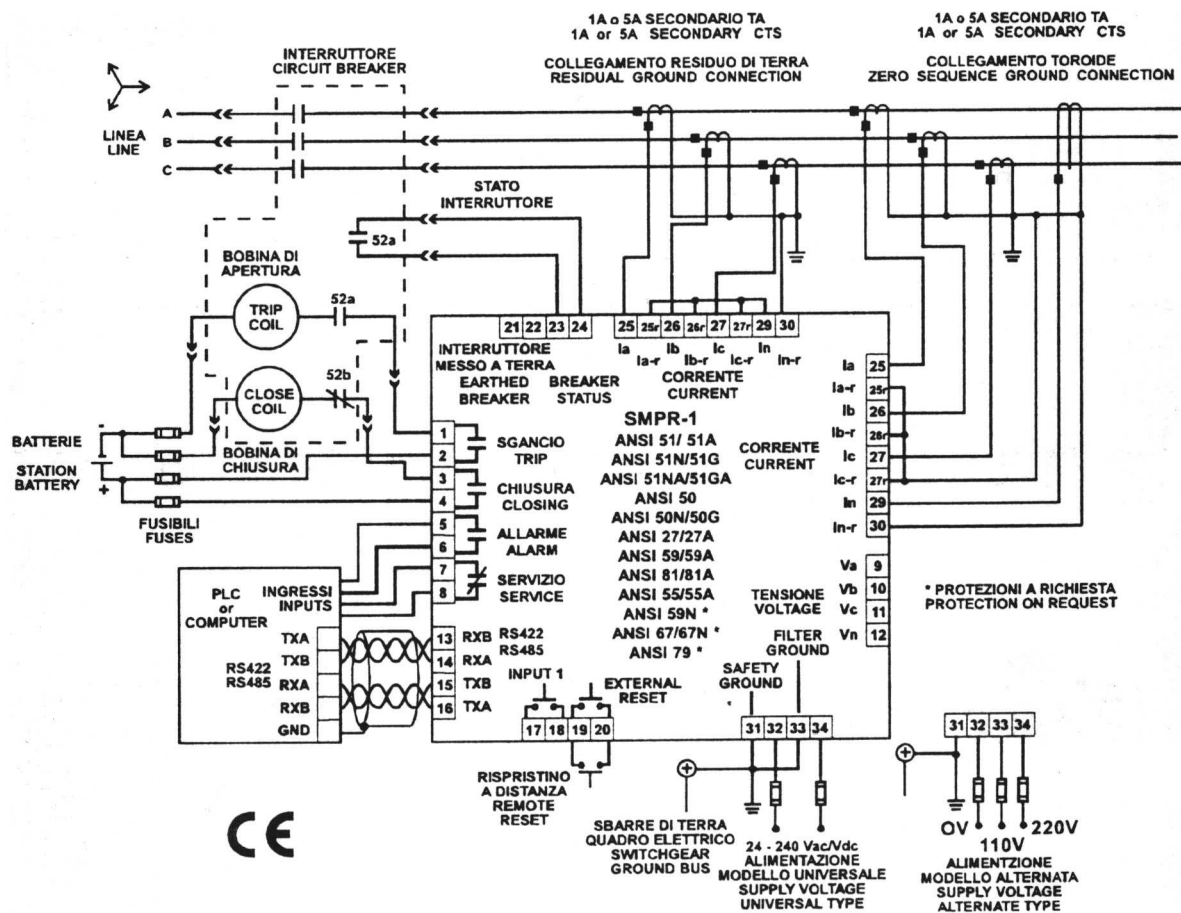 1A o 5A SECONDARIO TA
1A or 5A SECONDARY CTS
COLLEGAMENTO RESIDUO DI TERRA
RESIDUAL GROUND CONNECTION
1A o 5A SECONDARIO TA
1A or 5A SECONDARY CTS
COLLEGAMENTO TOROIDE
ZERO SEQUENCE GROUND CONNECTION
INTERRUTTORE
CIRCUIT BREAKER
LINEA
LINE
A
B
C
STATO
INTERRUTTORE
52a
BOBINA DI
APERTURA
TRIP
COIL
52a
CLOSE
COIL
52b
BOBINA DI
CHIUSURA
BATTERIE
STATION
BATTERY
-
+
FUSIBILI
FUSES
21 22 23 24
INTERRUTTORE
MESSO A TERRA
EARTHED
BREAKER
BREAKER
STATUS
25 25r 26 26r 27 27r 29 30
Ia
Ia-r
Ib
Ib-r
Ic
Ic-r
In
In-r
CORRENTE
CURRENT
SMPR-1
ANSI 51/ 51A
ANSI 51N/51G
ANSI 51NA/51GA
ANSI 50
ANSI 50N/50G
ANSI 27/27A
ANSI 59/59A
ANSI 81/81A
ANSI 55/55A
ANSI 59N *
ANSI 67/67N *
ANSI 79 *
1
2
SGANCIO
TRIP
3
4
CHIUSURA
CLOSING
5
6
ALLARME
ALARM
7
8
SERVIZIO
SERVICE
13 RXB
14 RXA
15 TXB
16 TXA
RS422
RS485
PLC
or
COMPUTER
INGRESSI
INPUTS
RS422
RS485
TXA
TXB
RXA
RXB
GND
INPUT 1
EXTERNAL
RESET
17 18 19 20
RISPRISTINO
A DISTANZA
REMOTE
RESET
CORRENTE
CURRENT
Ia 25
Ia-r 25r
Ib 26
Ib-r 26r
Ic 27
Ic-r 27r
In 29
In-r 30
TENSIONE
VOLTAGE
Va 9
Vb 10
Vc 11
Vn 12
* PROTEZIONI A RICHIESTA
PROTECTION ON REQUEST
FILTER
GROUND
SAFETY
GROUND
31 32 33 34
SBARRE DI TERRA
QUADRO ELETTRICO
SWITCHGEAR
GROUND BUS
24 - 240 Vac/Vdc
ALIMENTAZIONE
MODELLO UNIVERSALE
SUPPLY VOLTAGE
UNIVERSAL TYPE
31 32 33 34
OV
110V
220V
ALIMENTZIONE
MODELLO ALTERNATA
SUPPLY VOLTAGE
ALTERNATE TYPE
CE